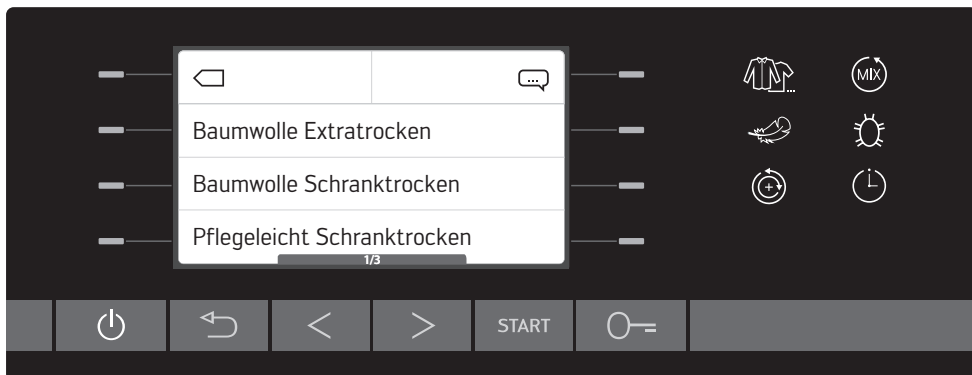 ...
MIX
Baumwolle Extratrocken
Baumwolle Schranktrocken
Pflegeleicht Schranktrocken
1/3
START